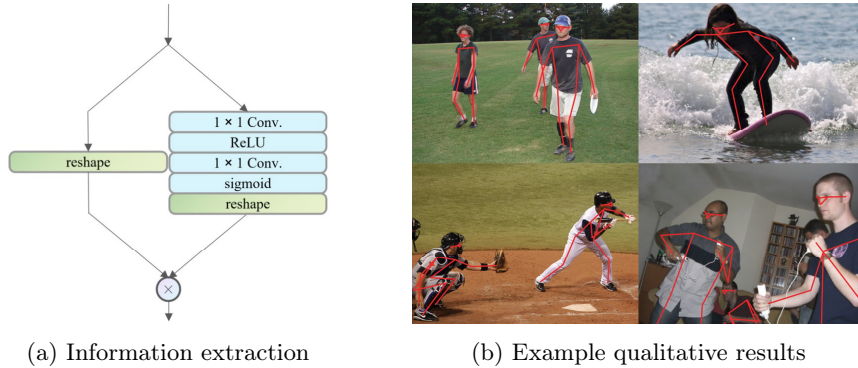 1 × 1 Conv.
ReLU
reshape
1 × 1 Conv.
sigmoid
reshape
×
(a) Information extraction
(b) Example qualitative results